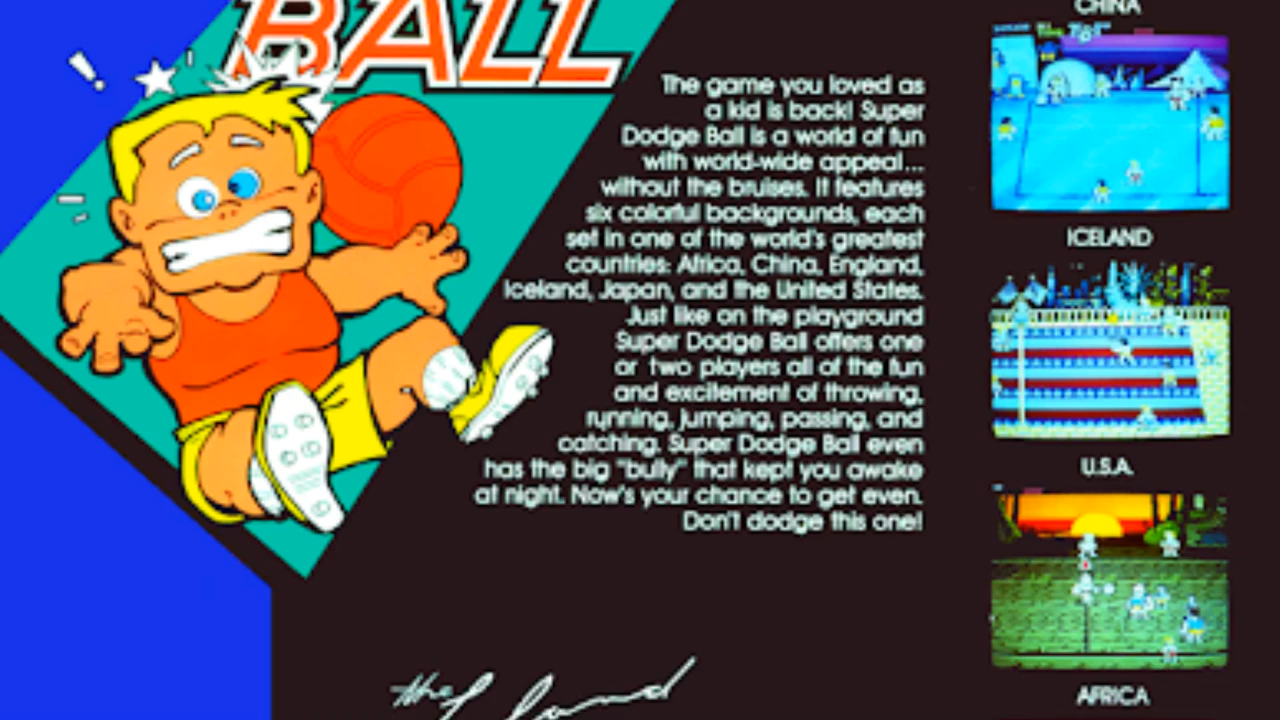 BALL
The game you loved as
a kid is back! Super
Dodge Ball is a world of fun
with world-wide appeal...
without the bruises. It features
six colorful backgrounds, each
set in one of the world's greatest
countries: Africa, China, England,
Iceland, Japan, and the United States.
Just like on the playground
Super Dodge Ball offers one
or two players all of the fun
and excitement of throwing,
running, jumping, passing, and
catching. Super Dodge Ball even
has the big "bully" that kept you awake
at night. Now's your chance to get even.
Don't dodge this one!
the
CHINA
ICELAND
U.S.A.
AFRICA